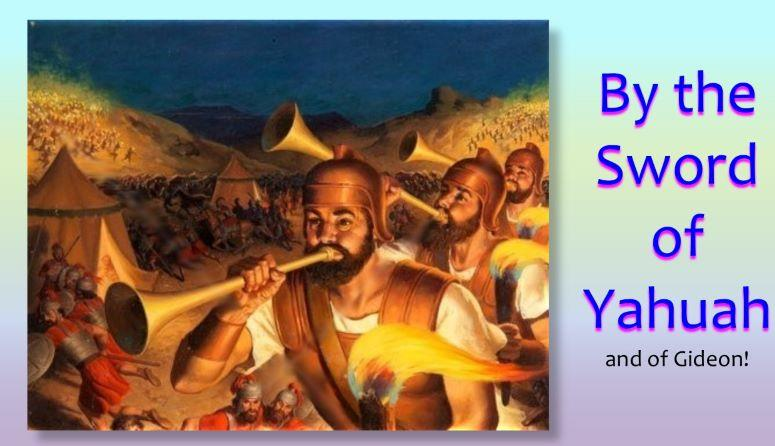 By the
Sword
of
Yahuah
and of Gideon!